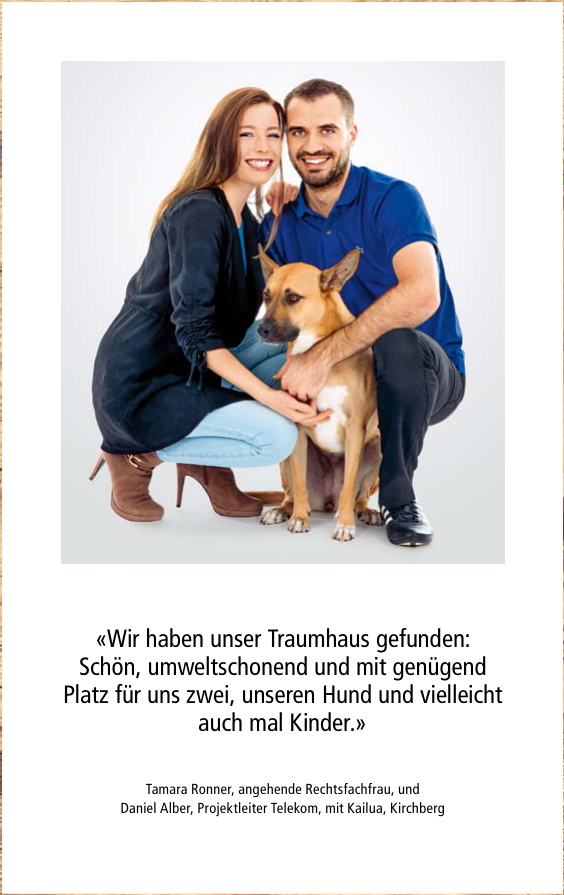 «Wir haben unser Traumhaus gefunden:
Schön, umweltschonend und mit genügend
Platz für uns zwei, unseren Hund und vielleicht
auch mal Kinder.»
Tamara Ronner, angehende Rechtsfachfrau, und
Daniel Alber, Projektleiter Telekom, mit Kailua, Kirchberg